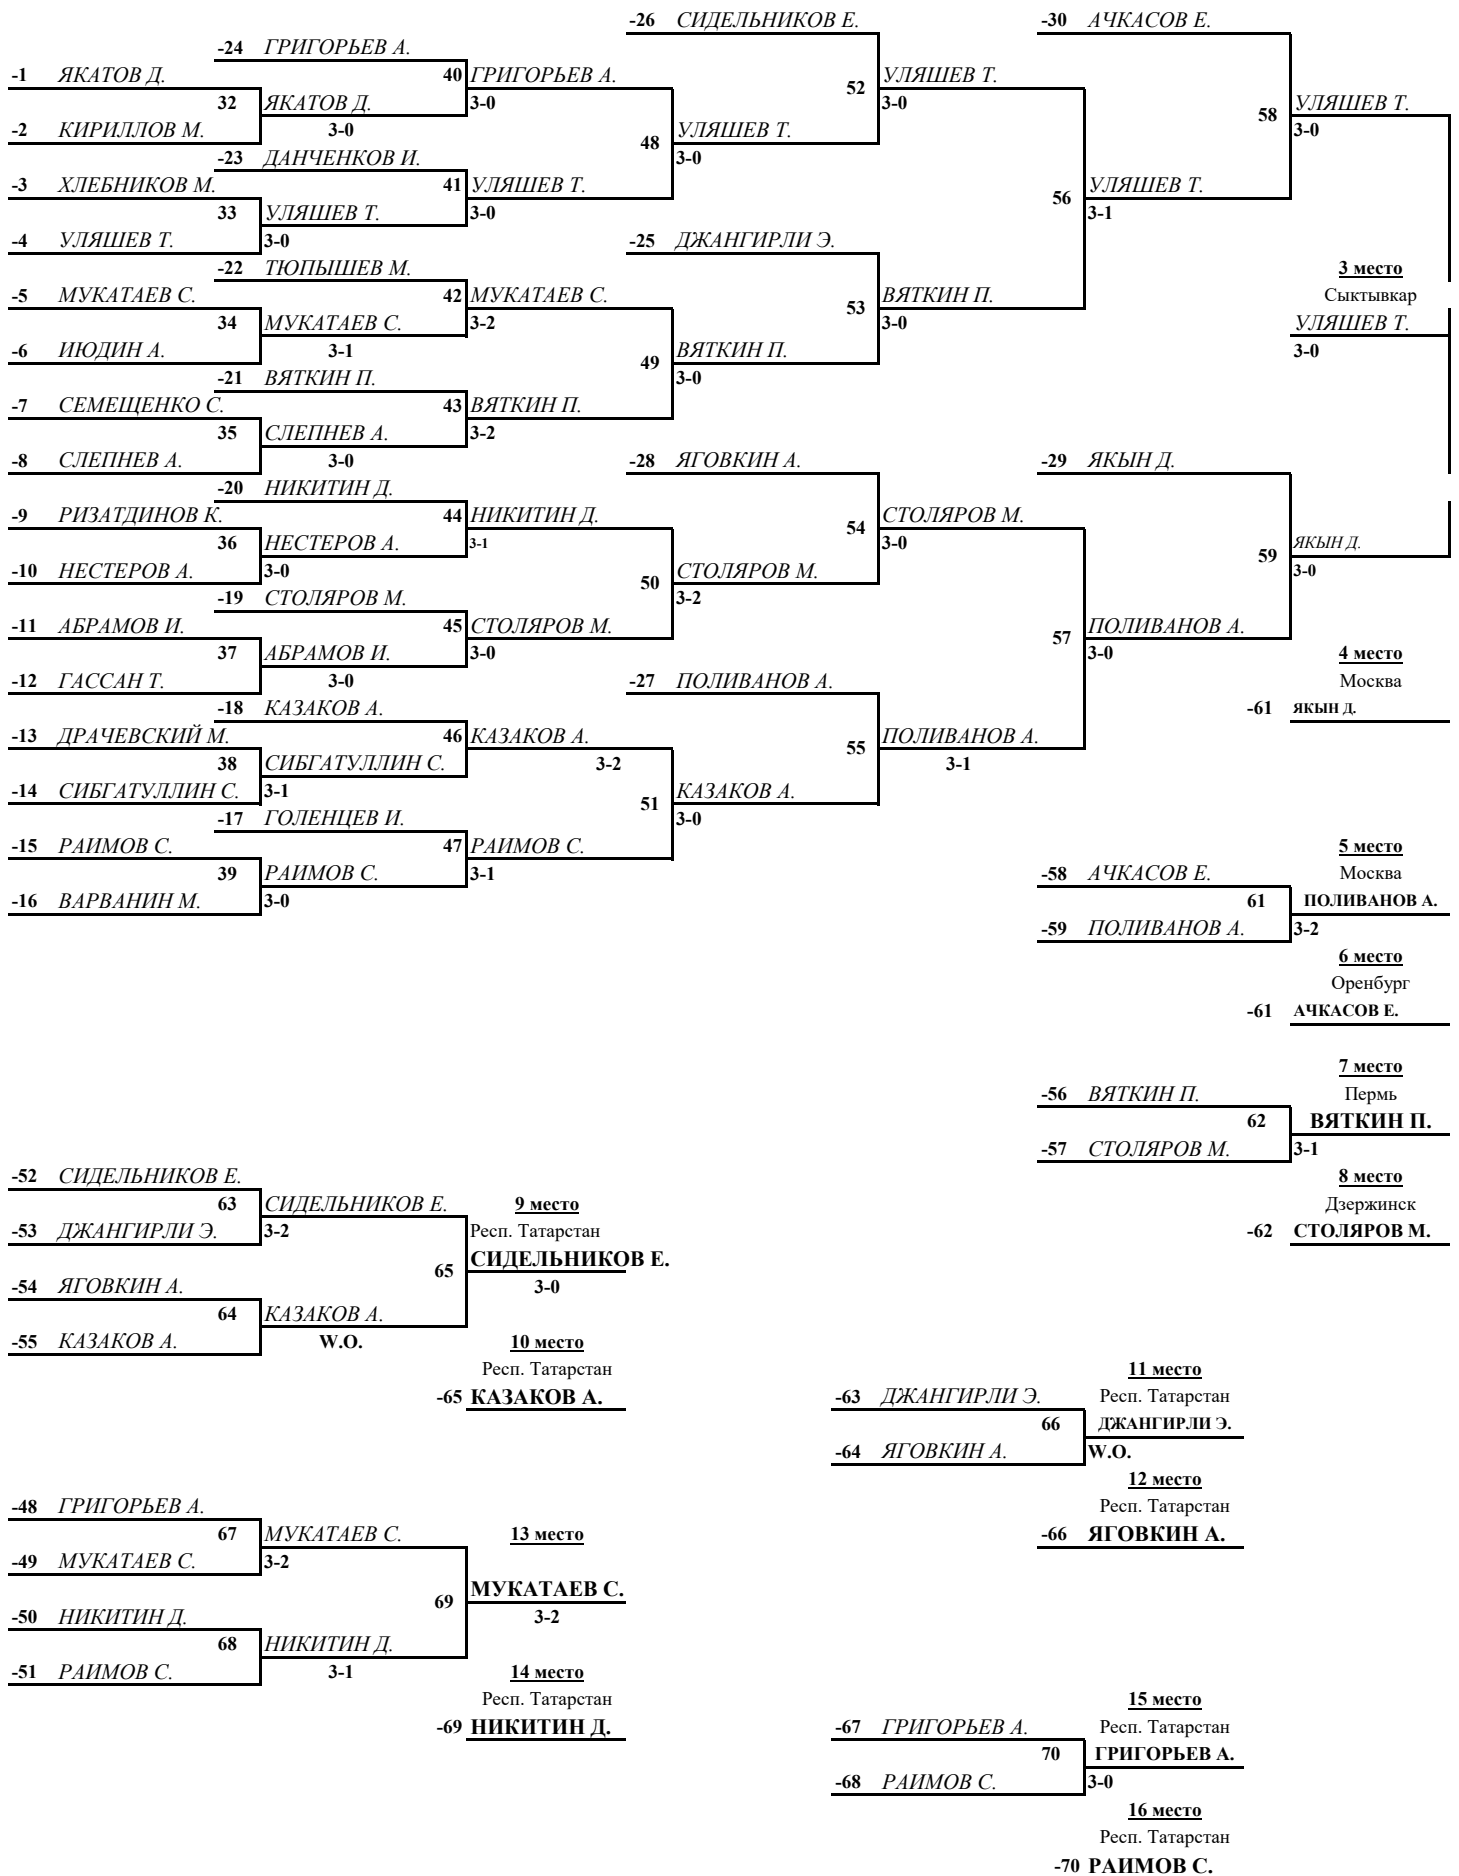 -26 СИДЕЛЬНИКОВ Е. -30 АЧКАСОВ Е.
-24 ГРИГОРЬЕВ А.
-1 ЯКАТОВ Д. 40 ГРИГОРЬЕВ А. 52 УЛЯШЕВ Т.
32 ЯКАТОВ Д. 3-0 3-0 58 УЛЯШЕВ Т.
-2 КИРИЛЛОВ М. 3-0 48 УЛЯШЕВ Т. 3-0
-23 ДАНЧЕНКОВ И. 3-0
-3 ХЛЕБНИКОВ М. 41 УЛЯШЕВ Т. 56 УЛЯШЕВ Т.
33 УЛЯШЕВ Т. 3-0 3-1
-4 УЛЯШЕВ Т. 3-0 -25 ДЖАНГИРЛИ Э.
-22 ТЮПЫШЕВ М. 3 место
-5 МУКАТАЕВ С. 42 МУКАТАЕВ С. 53 ВЯТКИН П. Сыктывкар
34 МУКАТАЕВ С. 3-2 3-0 УЛЯШЕВ Т.
-6 ИЮДИН А. 3-1 49 ВЯТКИН П. 3-0
-21 ВЯТКИН П. 3-0
-7 СЕМЕЩЕНКО С. 43 ВЯТКИН П.
35 СЛЕПНЕВ А. 3-2
-8 СЛЕПНЕВ А. 3-0 -28 ЯГОВКИН А. -29 ЯКЫН Д.
-20 НИКИТИН Д.
-9 РИЗАТДИНОВ К. 44 НИКИТИН Д. 54 СТОЛЯРОВ М.
36 НЕСТЕРОВ А. 3-1 3-0 59 ЯКЫН Д.
-10 НЕСТЕРОВ А. 3-0 50 СТОЛЯРОВ М. 3-0
-19 СТОЛЯРОВ М. 3-2
-11 АБРАМОВ И. 45 СТОЛЯРОВ М. 57 ПОЛИВАНОВ А.
37 АБРАМОВ И. 3-0 3-0 4 место
-12 ГАССАН Т. 3-0 -27 ПОЛИВАНОВ А. Москва
-18 КАЗАКОВ А. -61 ЯКЫН Д.
-13 ДРАЧЕВСКИЙ М. 46 КАЗАКОВ А. 55 ПОЛИВАНОВ А.
38 СИБГАТУЛЛИН С. 3-2 3-1
-14 СИБГАТУЛЛИН С. 3-1 51 КАЗАКОВ А.
-17 ГОЛЕНЦЕВ И. 3-0
-15 РАИМОВ С. 47 РАИМОВ С. 5 место
39 РАИМОВ С. 3-1 -58 АЧКАСОВ Е. Москва
-16 ВАРВАНИН М. 3-0 61 ПОЛИВАНОВ А.
-59 ПОЛИВАНОВ А. 3-2
6 место
Оренбург
-61 АЧКАСОВ Е.
7 место
-56 ВЯТКИН П. Пермь
62 ВЯТКИН П.
-57 СТОЛЯРОВ М. 3-1
-52 СИДЕЛЬНИКОВ Е. 8 место
63 СИДЕЛЬНИКОВ Е. 9 место Дзержинск
-53 ДЖАНГИРЛИ Э. 3-2 Респ. Татарстан -62 СТОЛЯРОВ М.
65 СИДЕЛЬНИКОВ Е.
-54 ЯГОВКИН А. 3-0
64 КАЗАКОВ А.
-55 КАЗАКОВ А. W.O. 10 место
Респ. Татарстан 11 место
-65 КАЗАКОВ А. -63 ДЖАНГИРЛИ Э. Респ. Татарстан
66 ДЖАНГИРЛИ Э.
-64 ЯГОВКИН А. W.O.
12 место
-48 ГРИГОРЬЕВ А. Респ. Татарстан
67 МУКАТАЕВ С. 13 место -66 ЯГОВКИН А.
-49 МУКАТАЕВ С. 3-2
69 МУКАТАЕВ С.
-50 НИКИТИН Д. 3-2
68 НИКИТИН Д.
-51 РАИМОВ С. 3-1 14 место
Респ. Татарстан 15 место
-69 НИКИТИН Д. -67 ГРИГОРЬЕВ А. Респ. Татарстан
70 ГРИГОРЬЕВ А.
-68 РАИМОВ С. 3-0
16 место
Респ. Татарстан
-70 РАИМОВ С.